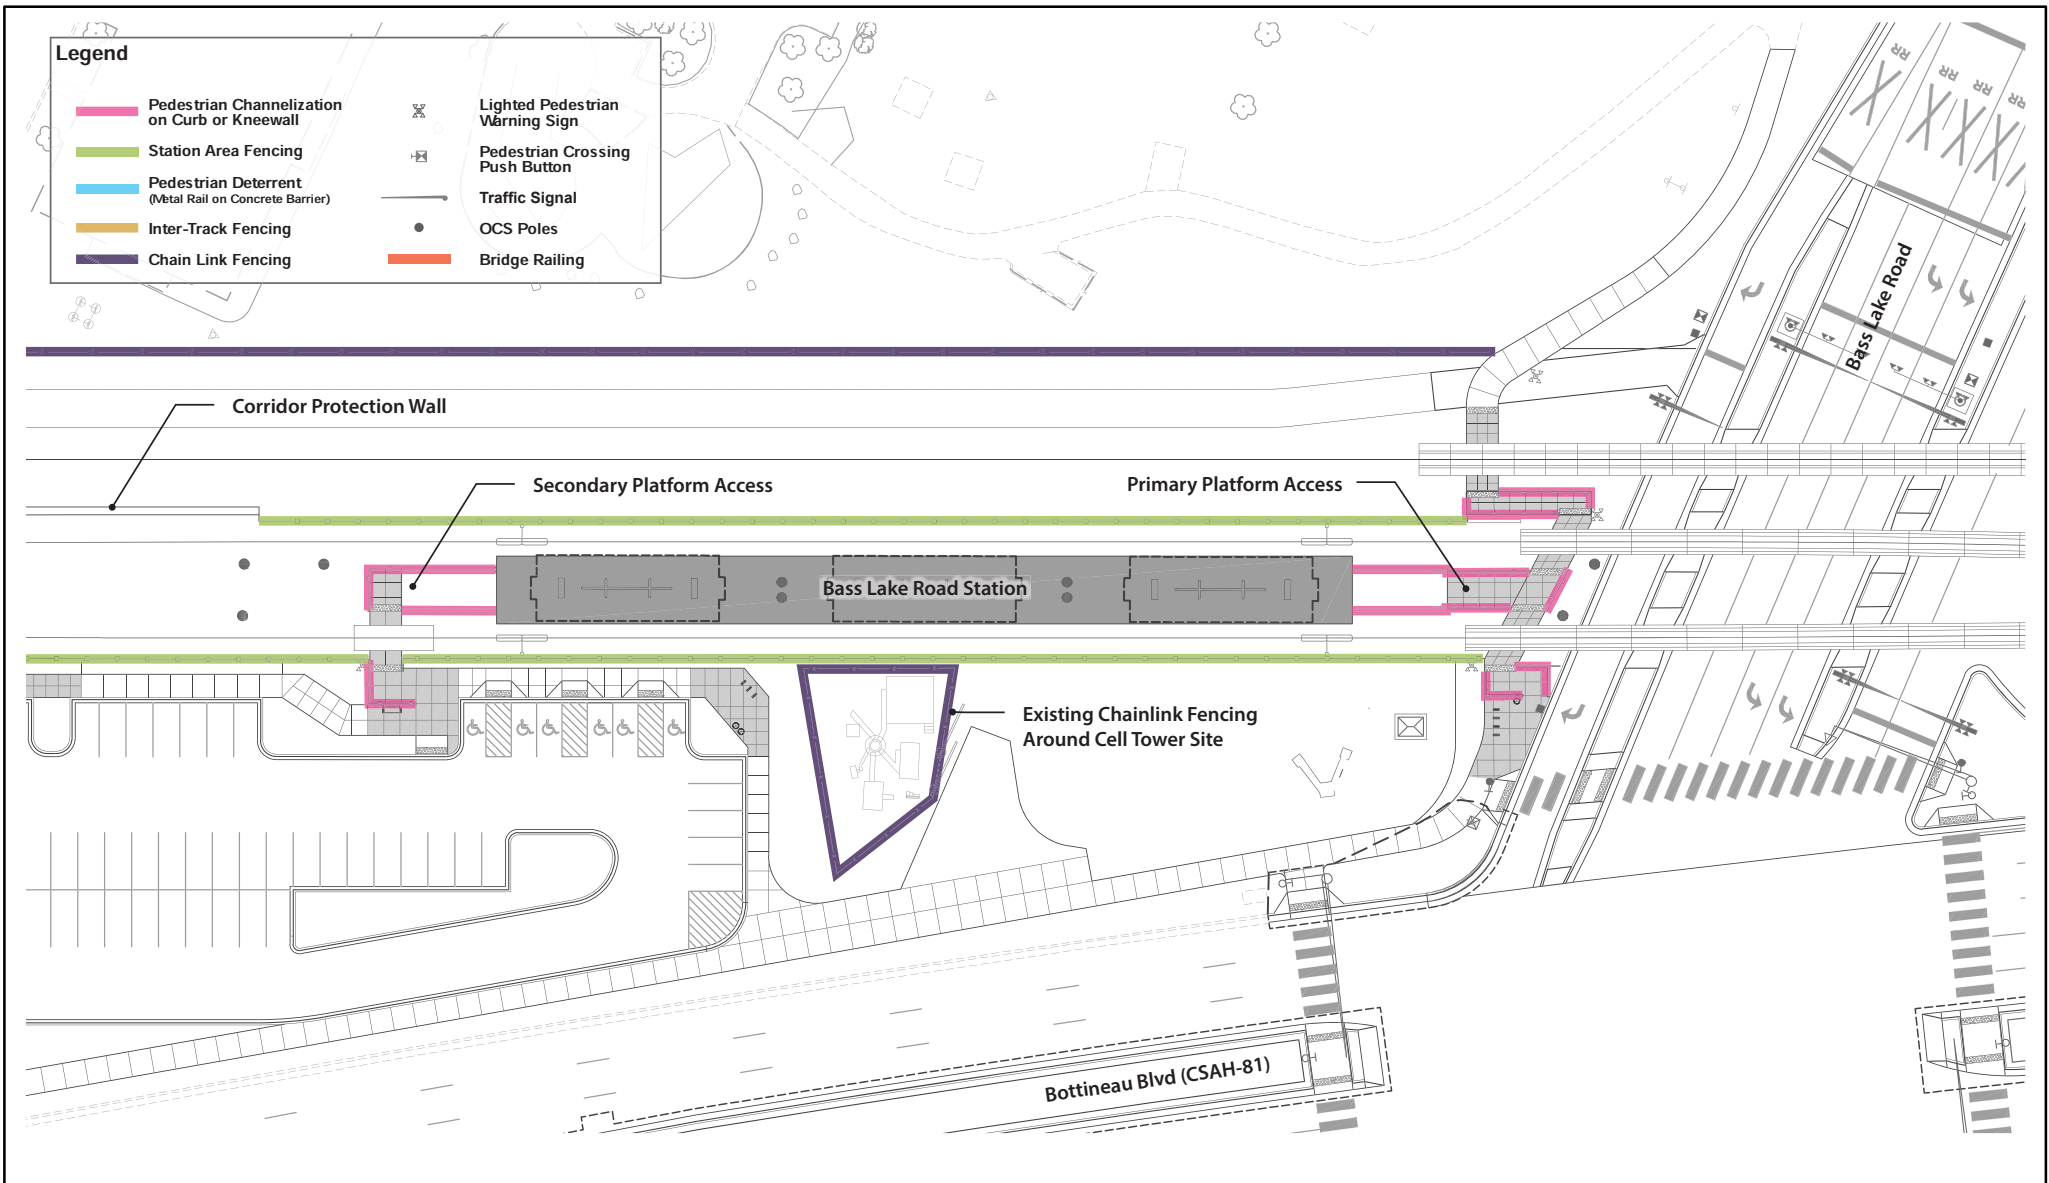 Legend
Pedestrian Channelization
on Curb or Kneewall
Station Area Fencing
Pedestrian Deterrent
(Metal Rail on Concrete Barrier)
Inter-Track Fencing
Chain Link Fencing
Lighted Pedestrian
Warning Sign
Pedestrian Crossing
Push Button
Traffic Signal
OCS Poles
Bridge Railing
RR
RR
RR
RR
Bass Lake Road
Corridor Protection Wall
Secondary Platform Access
Primary Platform Access
Bass Lake Road Station
Existing Chainlink Fencing
Around Cell Tower Site
Bottineau Blvd (CSAH-81)